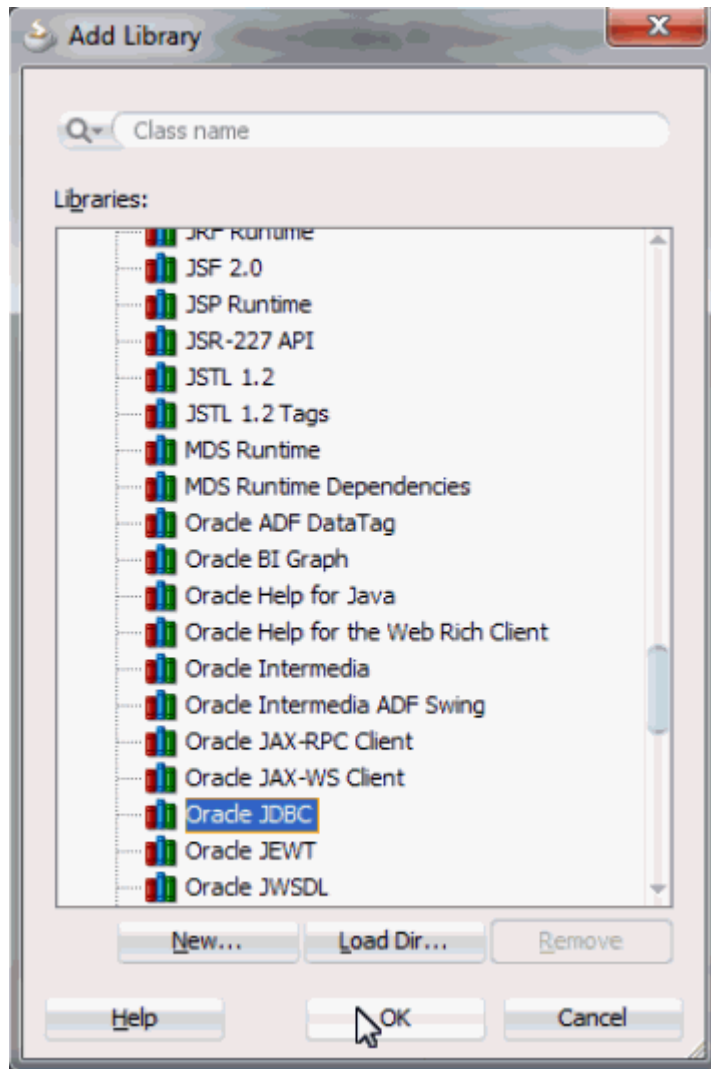 Add Library
Class name
Libraries:
JRF Runtime
JSF 2.0
JSP Runtime
JSR-227 API
JSTL 1.2
JSTL 1.2 Tags
MDS Runtime
MDS Runtime Dependencies
Oracle ADF DataTag
Oracle BI Graph
Oracle Help for Java
Oracle Help for the Web Rich Client
Oracle Intermedia
Oracle Intermedia ADF Swing
Oracle JAX-RPC Client
Oracle JAX-WS Client
Oracle JDBC
Oracle JEWT
Oracle JWSDL
New... Load Dir... Remove
Help OK Cancel